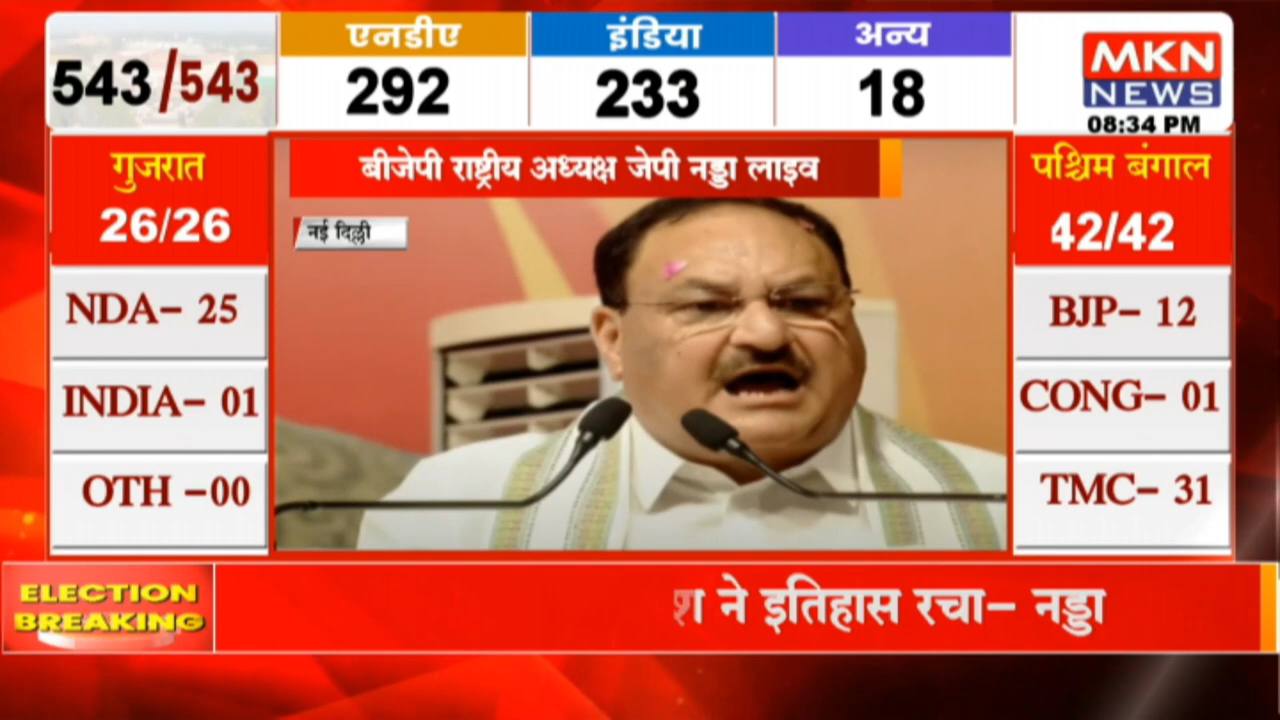 543/543
एनडीए
292
इंडिया
233
अन्य
18
MKN
NEWS
08:34 PM
गुजरात
26/26
NDA- 25
INDIA- 01
OTH -00
बीजेपी राष्ट्रीय अध्यक्ष जेपी नड्डा लाइव
नई दिल्ली
पश्चिम बंगाल
42/42
BJP- 12
CONG- 01
TMC- 31
ELECTION
BREAKING
ने इतिहास रचा- नड्डा